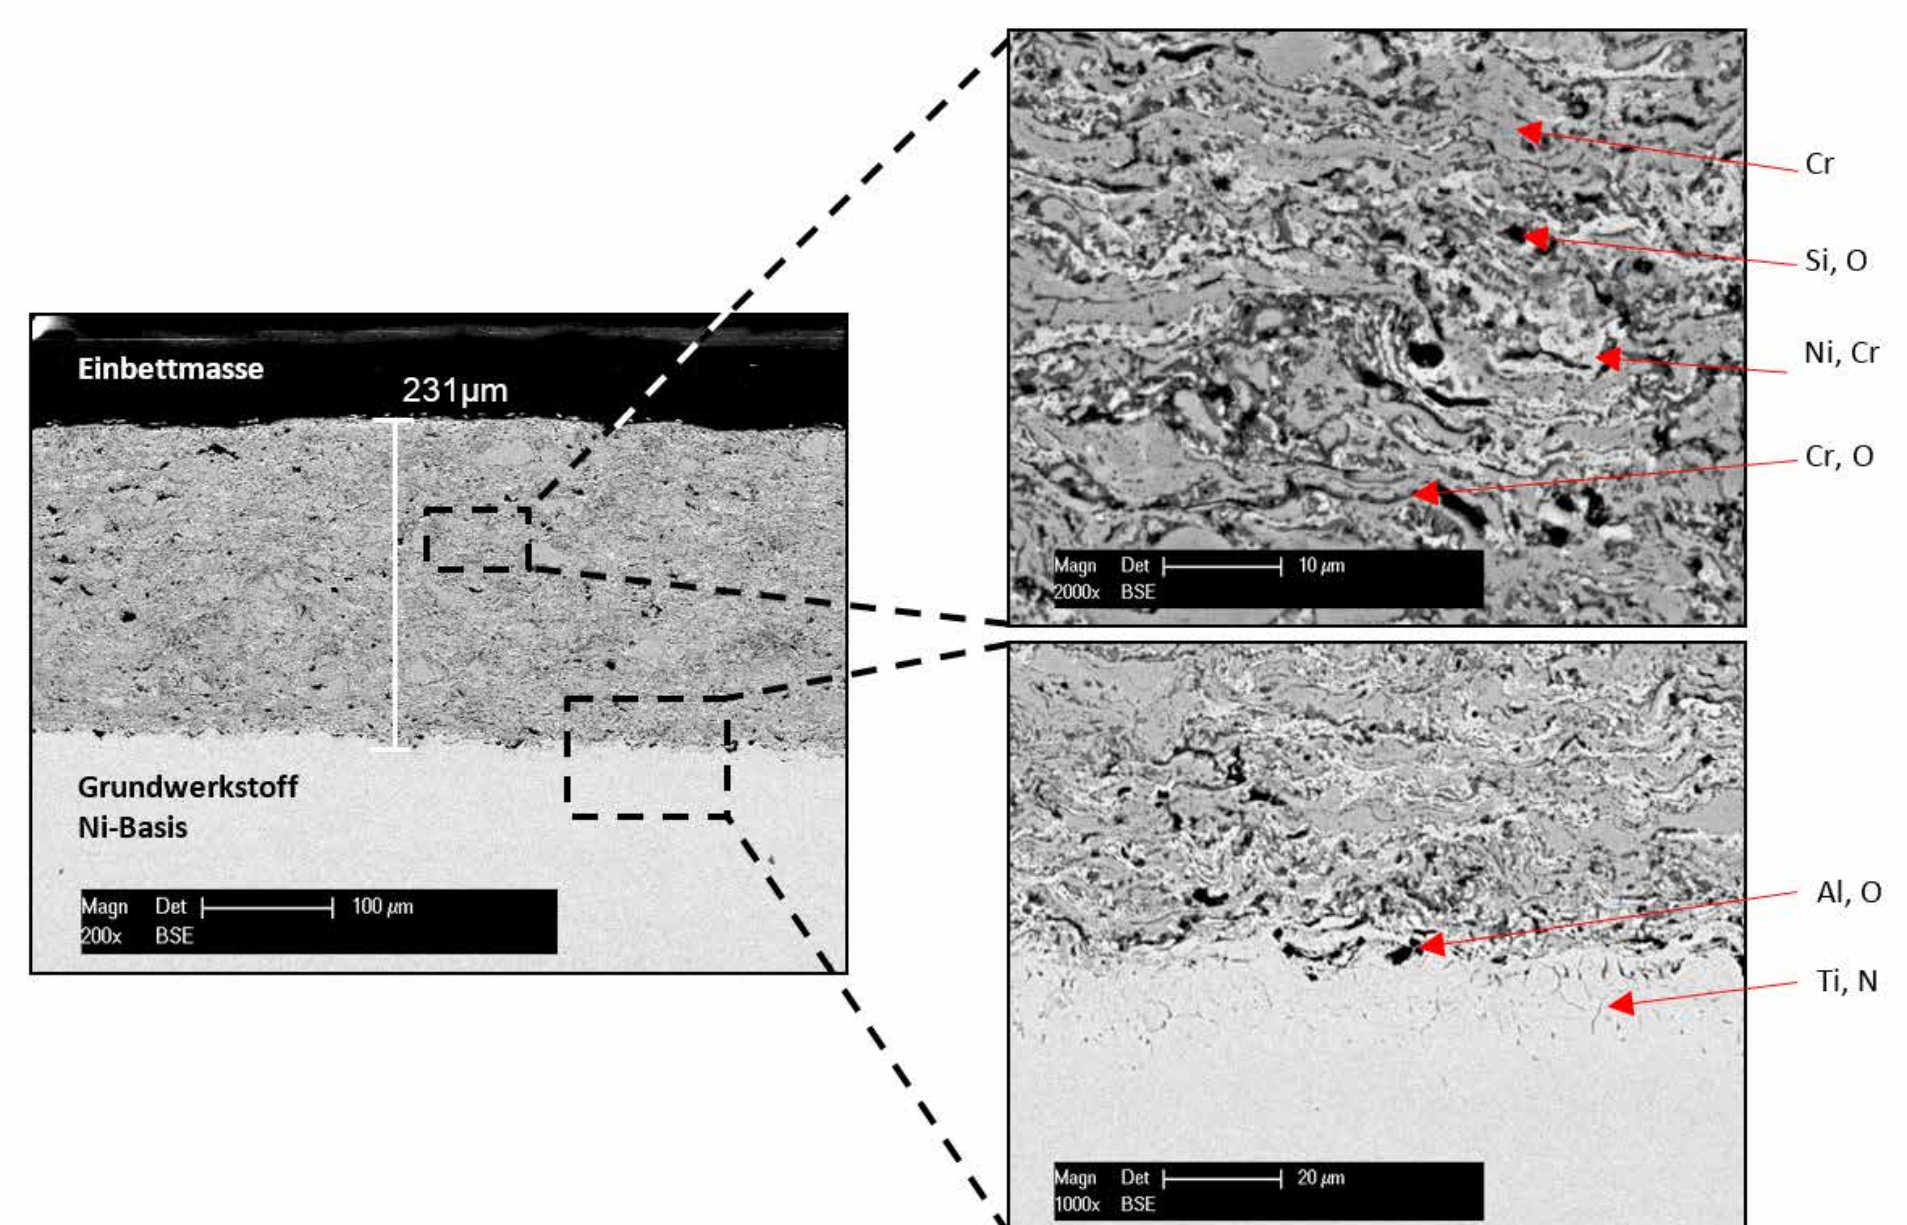 Einbettmasse
231µm
Grundwerkstoff
Ni-Basis
Magn Det 100 µm
200x BSE
Cr
Si, O
Ni, Cr
Cr, O
Magn Det 10 µm
2000x BSE
Al, O
Ti, N
Magn Det 20 µm
1000x BSE